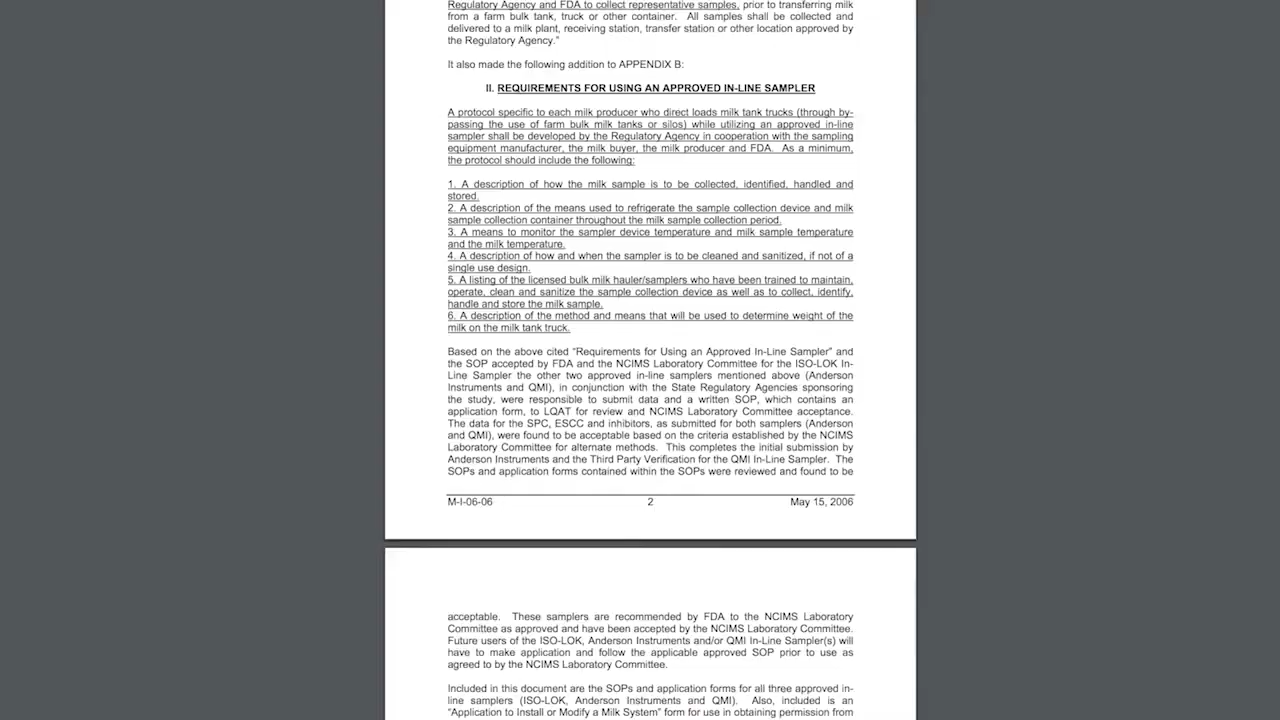 Regulatory Agency and FDA to collect representative samples, prior to transferring milk
from a farm bulk tank, truck or other container. All samples shall be collected and
delivered to a milk plant, receiving station, transfer station or other location approved by
the Regulatory Agency.”
It also made the following addition to APPENDIX B:
II. REQUIREMENTS FOR USING AN APPROVED IN-LINE SAMPLER
A protocol specific to each milk producer who direct loads milk tank trucks (through by-
passing the use of farm bulk milk tanks or silos) while utilizing an approved in-line
sampler shall be developed by the Regulatory Agency in cooperation with the sampling
equipment manufacturer, the milk buyer, the milk producer and FDA. As a minimum,
the protocol should include the following:
1. A description of how the milk sample is to be collected, identified, handled and
stored.
2. A description of the means used to refrigerate the sample collection device and milk
sample collection container throughout the milk sample collection period.
3. A means to monitor the sampler device temperature and milk sample temperature
and the milk temperature.
4. A description of how and when the sampler is to be cleaned and sanitized, if not of a
single use design.
5. A listing of the licensed bulk milk hauler/samplers who have been trained to maintain,
operate, clean and sanitize the sample collection device as well as to collect, identify,
handle and store the milk sample.
6. A description of the method and means that will be used to determine weight of the
milk on the milk tank truck.
Based on the above cited “Requirements for Using an Approved In-Line Sampler” and
the SOP accepted by FDA and the NCIMS Laboratory Committee for the ISO-LOK In-
Line Sampler the other two approved in-line samplers mentioned above (Anderson
Instruments and QMI), in conjunction with the State Regulatory Agencies sponsoring
the study, were responsible to submit data and a written SOP, which contains an
application form, to LQAT for review and NCIMS Laboratory Committee acceptance.
The data for the SPC, ESCC and inhibitors, as submitted for both samplers (Anderson
and QMI), were found to be acceptable based on the criteria established by the NCIMS
Laboratory Committee for alternate methods. This completes the initial submission by
Anderson Instruments and the Third Party Verification for the QMI In-Line Sampler. The
SOPs and application forms contained within the SOPs were reviewed and found to be
M-I-06-06 2 May 15, 2006
acceptable. These samplers are recommended by FDA to the NCIMS Laboratory
Committee as approved and have been accepted by the NCIMS Laboratory Committee.
Future users of the ISO-LOK, Anderson Instruments and/or QMI In-Line Sampler(s) will
have to make application and follow the applicable approved SOP prior to use as
agreed to by the NCIMS Laboratory Committee.
Included in this document are the SOPs and application forms for all three approved in-
line samplers (ISO-LOK, Anderson Instruments and QMI). Also, included is an
“Application to Install or Modify a Milk System” form for use in obtaining permission from